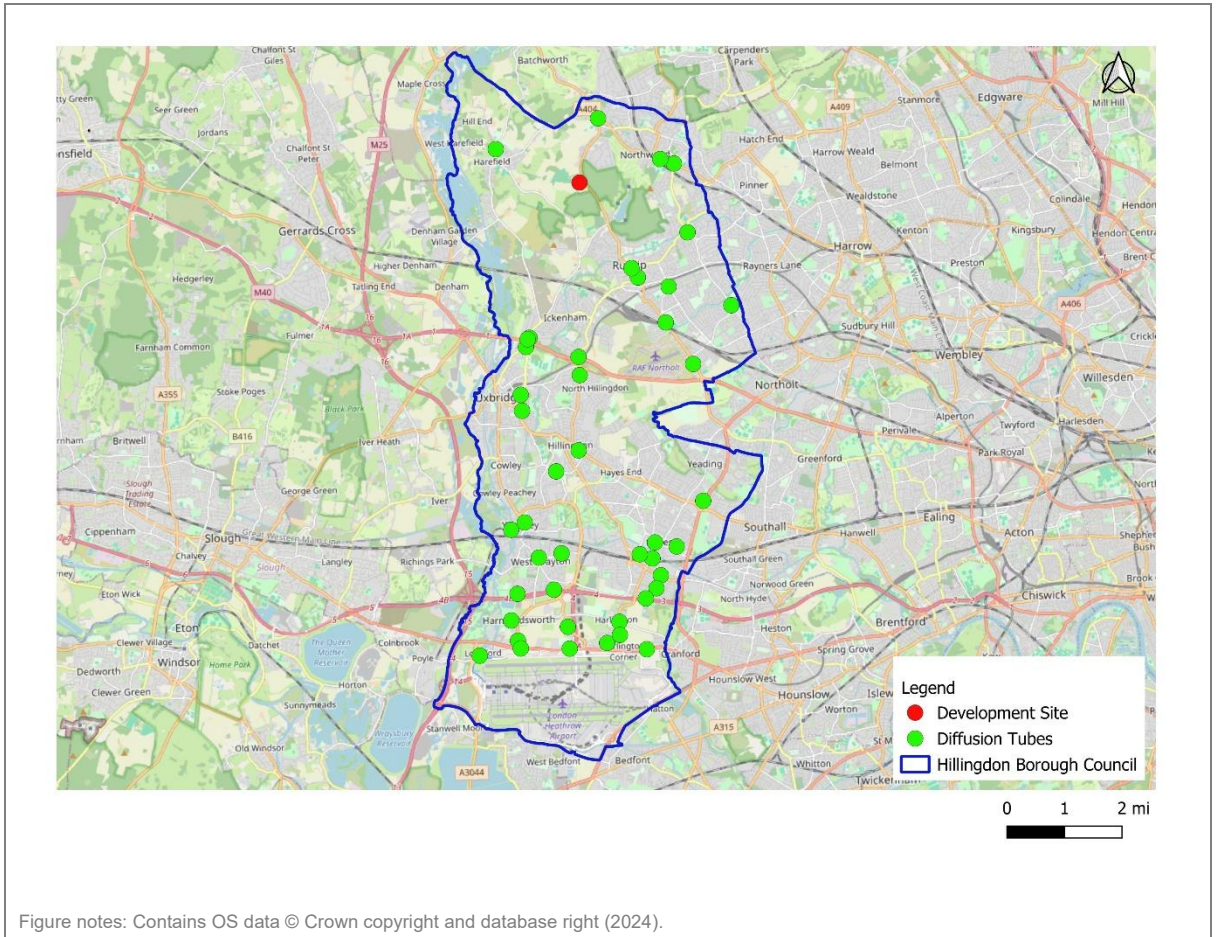 Chalfont St
Giles
Batchworth
Carpenders
Park
Maple Cross
A404
A409
Stanmore
Edgware
Mill Hill
Seer Green
Jordans
M25
Hill End
Hatch End
Harrow Weald
Chalfont St
Peter
West Harefield
Harefield
Belmont
Pinner
Wealdstone
Colindale
Gerrards Cross
Denham Garden
Village
Kenton
Kingsbury
Hendon Central
Harrow
Higher Denham
Rayners Lane
Preston
Hedgerley
Tatling End
Denham
M40
A406
Ickenham
Fulmer
Sudbury Hill
Farnham Common
Wembley
RAF Northolt
Willesden
A355
Stoke Poges
North Hillingdon
Northolt
Black Park
Alperton
Harlesden
B416
Iver Heath
Twyford
Perivale
Britwell
Park Royal
Cowley
Hayes End
Yeading
Greenford
Slough
Trading
Estate
George Green
Iver
Cowley Peachey
Ealing
Southall
Cippenham
Great Western Main Line
Hanwell
Acton
Slough
Langley
Richings Park
Southall Green
Norwood Green
Eton Wick
North Hyde
Chiswick
Eton
Colnbrook
Heston
Brentford
Clewer Village
Datchet
The Queen
Mother
Reservoir
Spring Grove
Windsor
Home Park
Poyle
Corner
Cranford
Dedworth
Clewer Green
Horton
Hounslow West
Sunnymeads
Wraysbury
Reservoir
London
Heathrow
Airport
Hounslow
Old Windsor
A315
West Bedfont
Bedfont
Whitton
A3044
Legend
Development Site
Diffusion Tubes
Hillingdon Borough Council
0 1 2 mi
Figure notes: Contains OS data © Crown copyright and database right (2024).